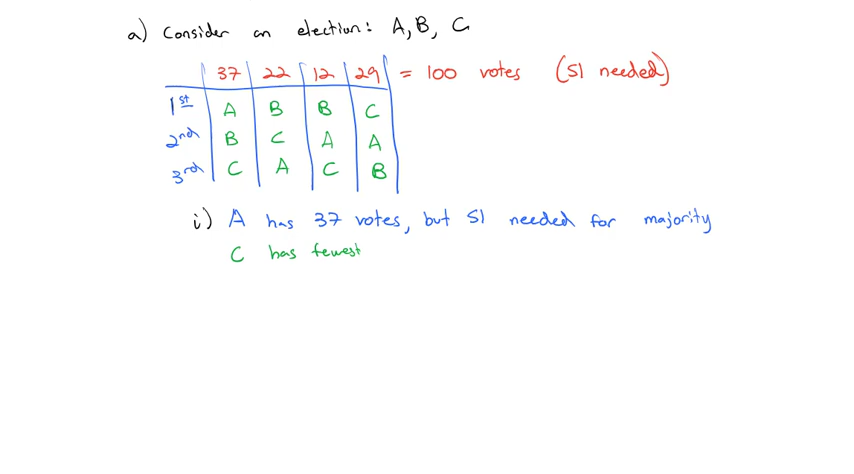 a) Consider an election: A, B, C
37 22 12 29 = 100 votes (51 needed)
1st A B B C
2nd B C A A
3rd C A C B
i) A has 37 votes, but 51 needed for majority
C has fewest